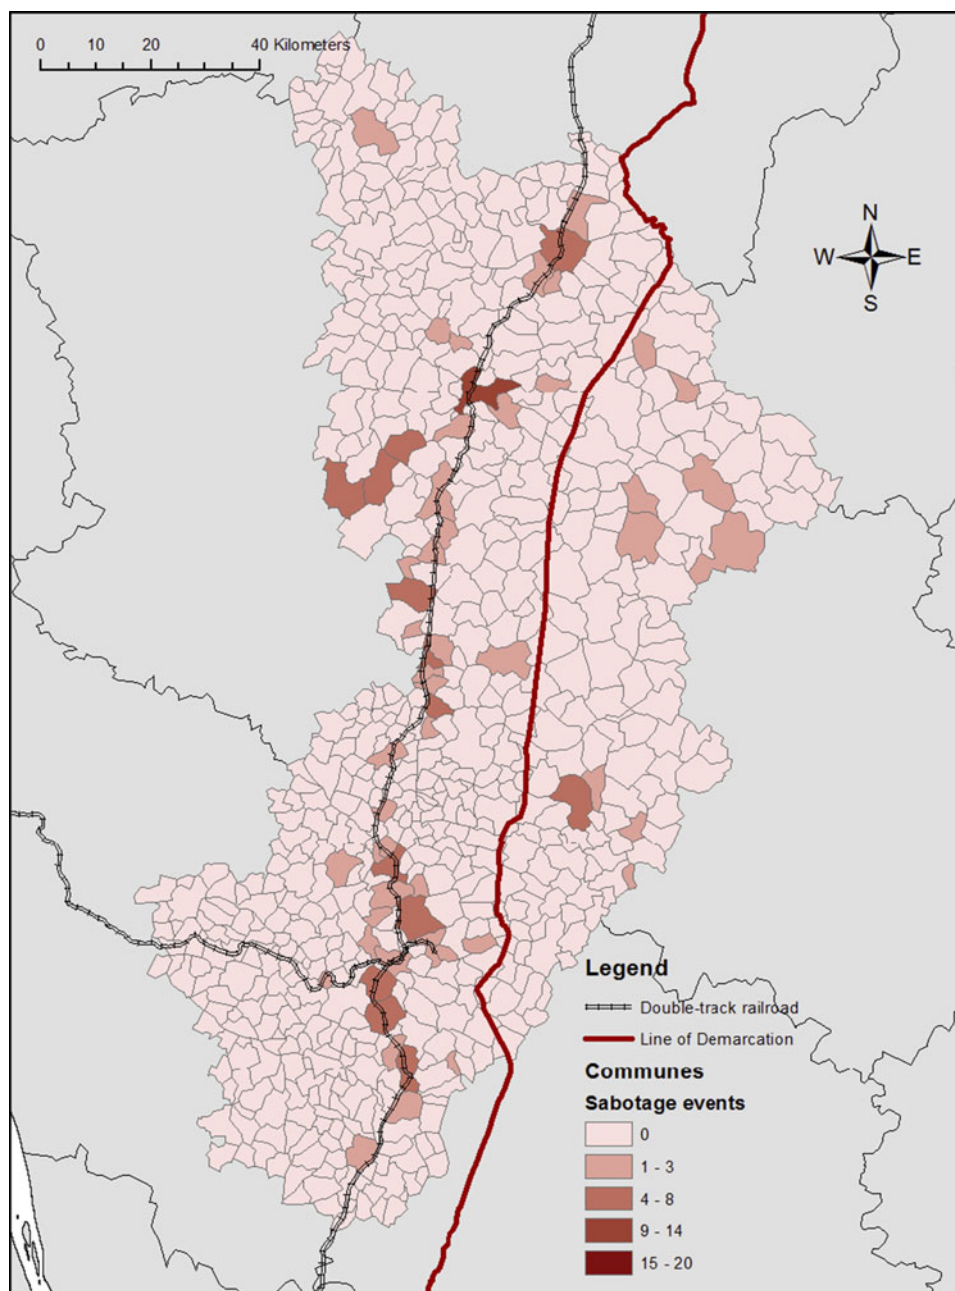 0 10 20 40 Kilometers
N
W E
S
Legend
Double-track railroad
Line of Demarcation
Communes
Sabotage events
0
1 - 3
4 - 8
9 - 14
15 - 20